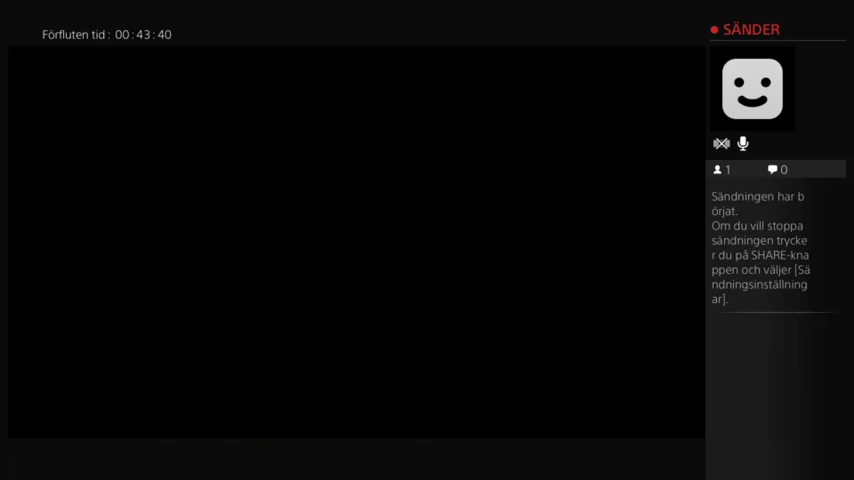 Förfluten tid : 00:43:40
SÄNDER
1 0
Sändningen har b
örjat.
Om du vill stoppa
sändningen trycke
r du på SHARE-kna
ppen och väljer [Sä
ndningsinställning
ar].